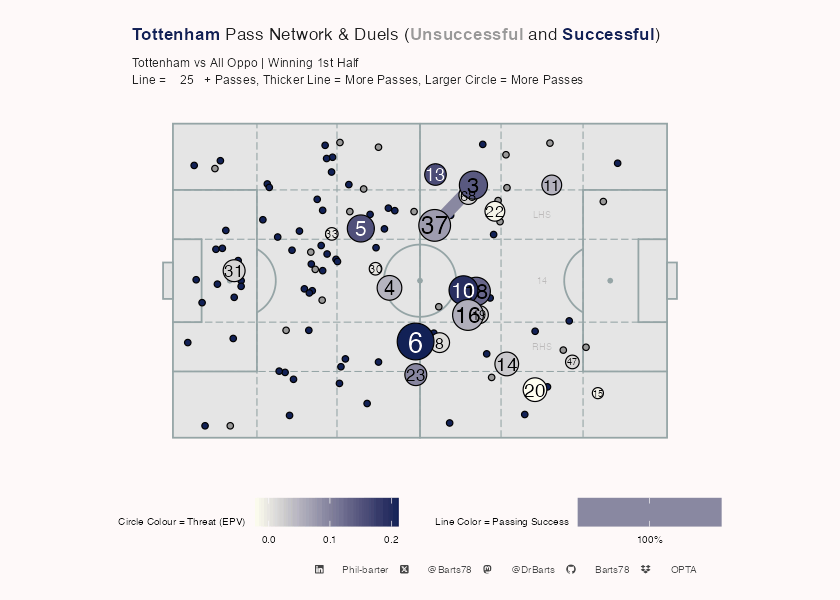 Tottenham Pass Network & Duels (Unsuccessful and Successful)
Tottenham vs All Oppo | Winning 1st Half
Line = 25 + Passes, Thicker Line = More Passes, Larger Circle = More Passes
13
3
68
11
22
LHS
37
5
33
31
30
4
14
10
8
16
6
8
RHS
14
47
23
20
15
Circle Colour = Threat (EPV)
0.0 0.1 0.2
Line Color = Passing Success
100%
Phil-barter @Barts78 @DrBarts Barts78 OPTA